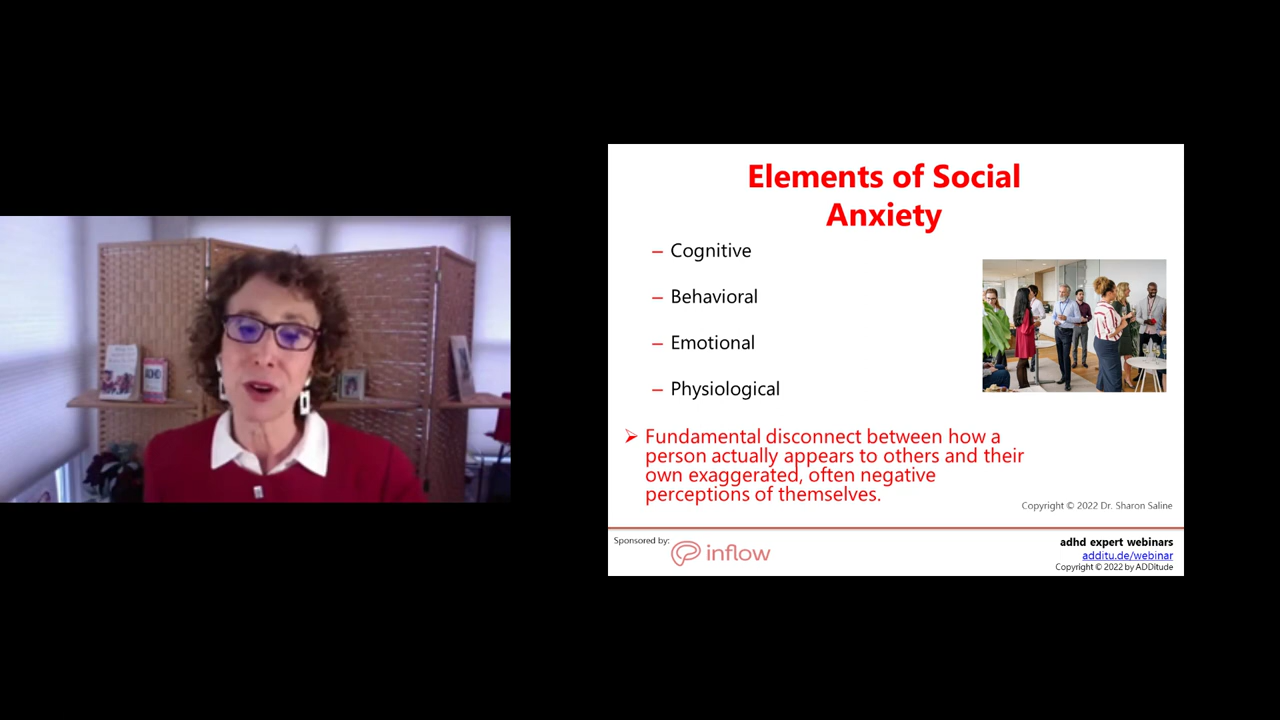 ADHD
Elements of Social
Anxiety
– Cognitive
– Behavioral
– Emotional
– Physiological
➢ Fundamental disconnect between how a
person actually appears to others and their
own exaggerated, often negative
perceptions of themselves.
Copyright © 2022 Dr. Sharon Saline
Sponsored by:
inflow
adhd expert webinars
additu.de/webinar
Copyright © 2022 by ADDitude